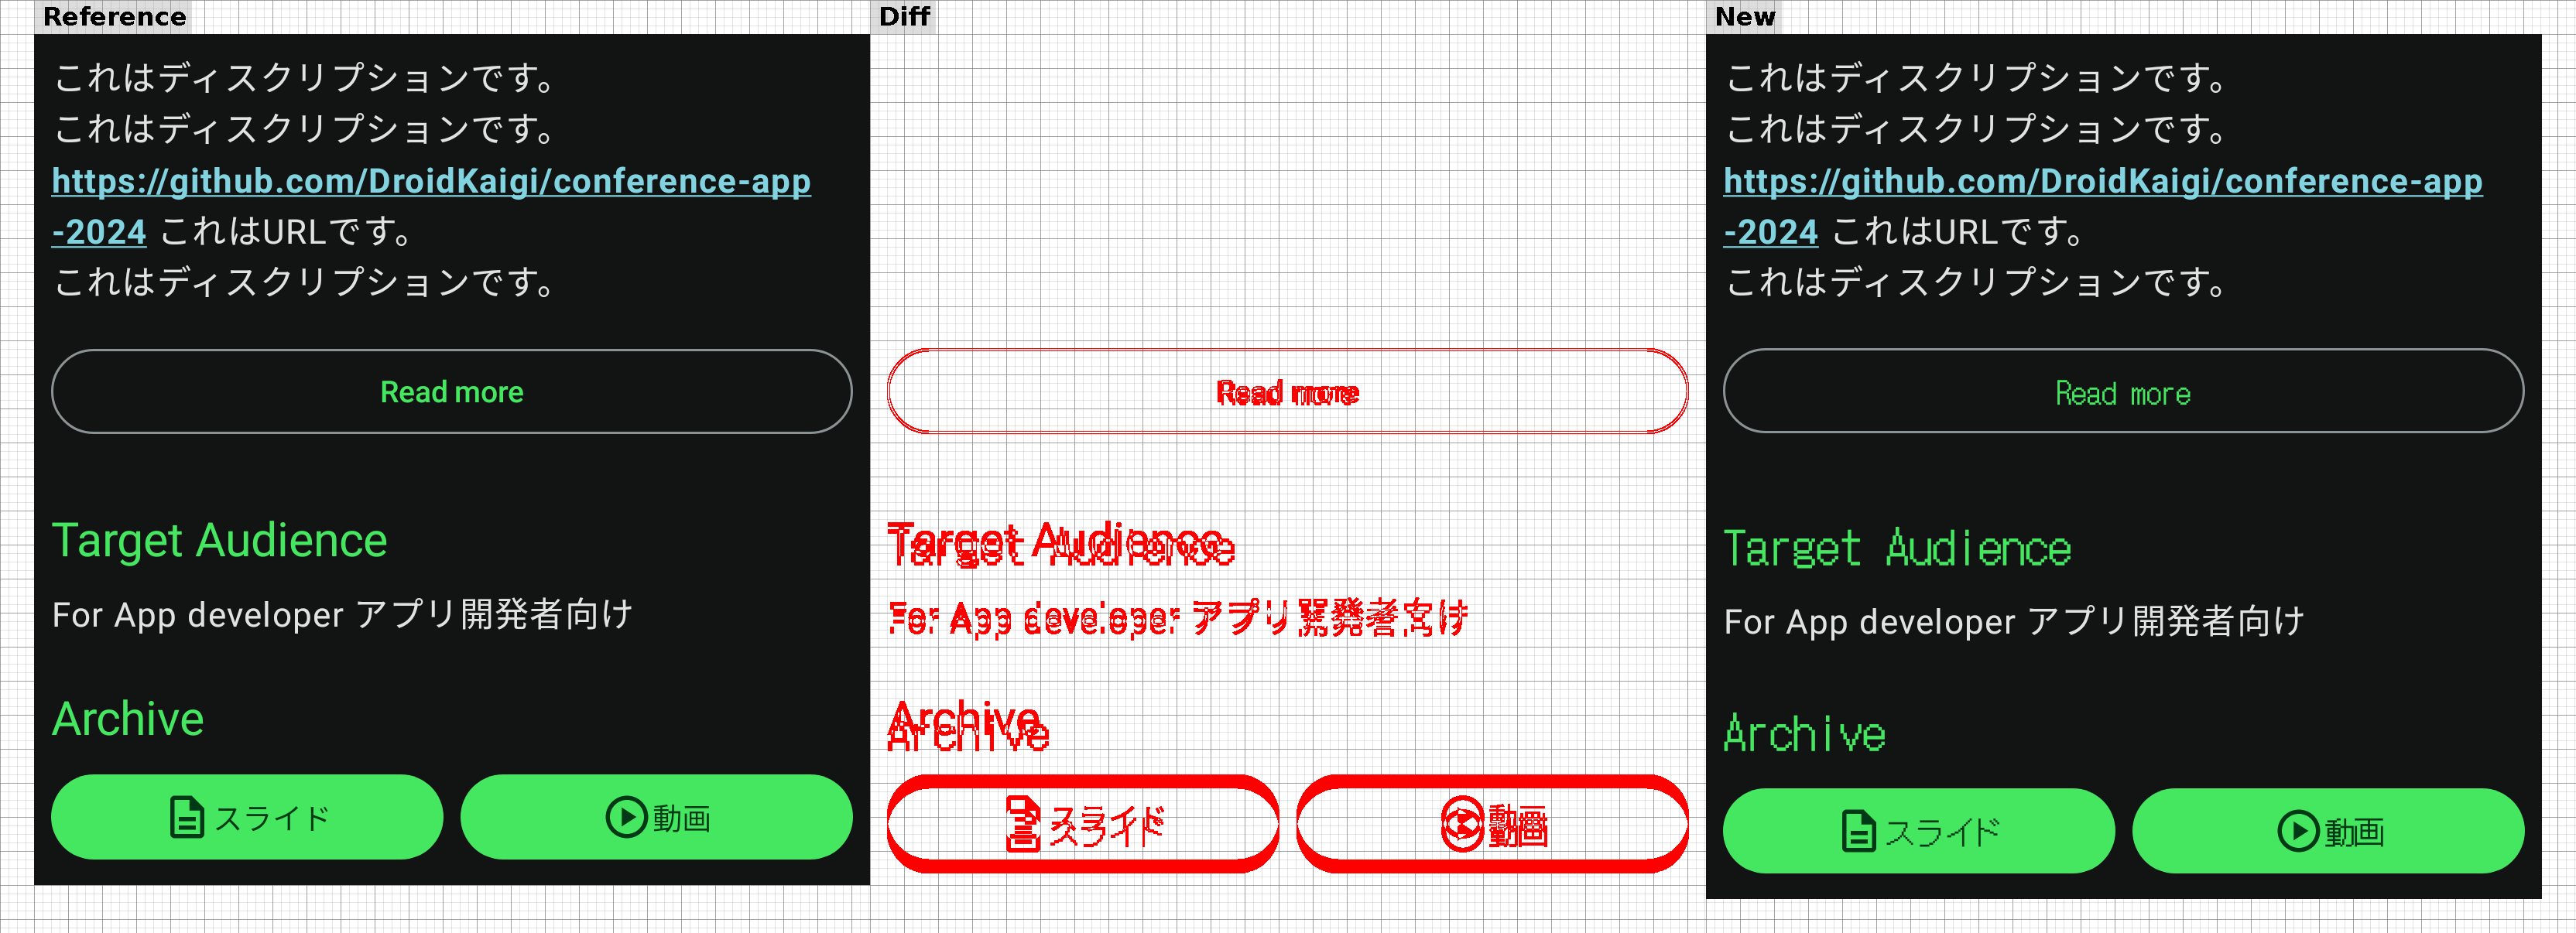 Reference
これはディスクリプションです。
これはディスクリプションです。
https://github.com/DroidKaigi/conference-app
-2024 これはURLです。
これはディスクリプションです。
Read more
Target Audience
For App developer アプリ開発者向け
Archive
スライド
動画
Diff
Read more
Target Audience
For App developer アプリ開発者向け
Archive
スライド
動画
New
これはディスクリプションです。
これはディスクリプションです。
https://github.com/DroidKaigi/conference-app
-2024 これはURLです。
これはディスクリプションです。
Read more
Target Audience
For App developer アプリ開発者向け
Archive
スライド
動画